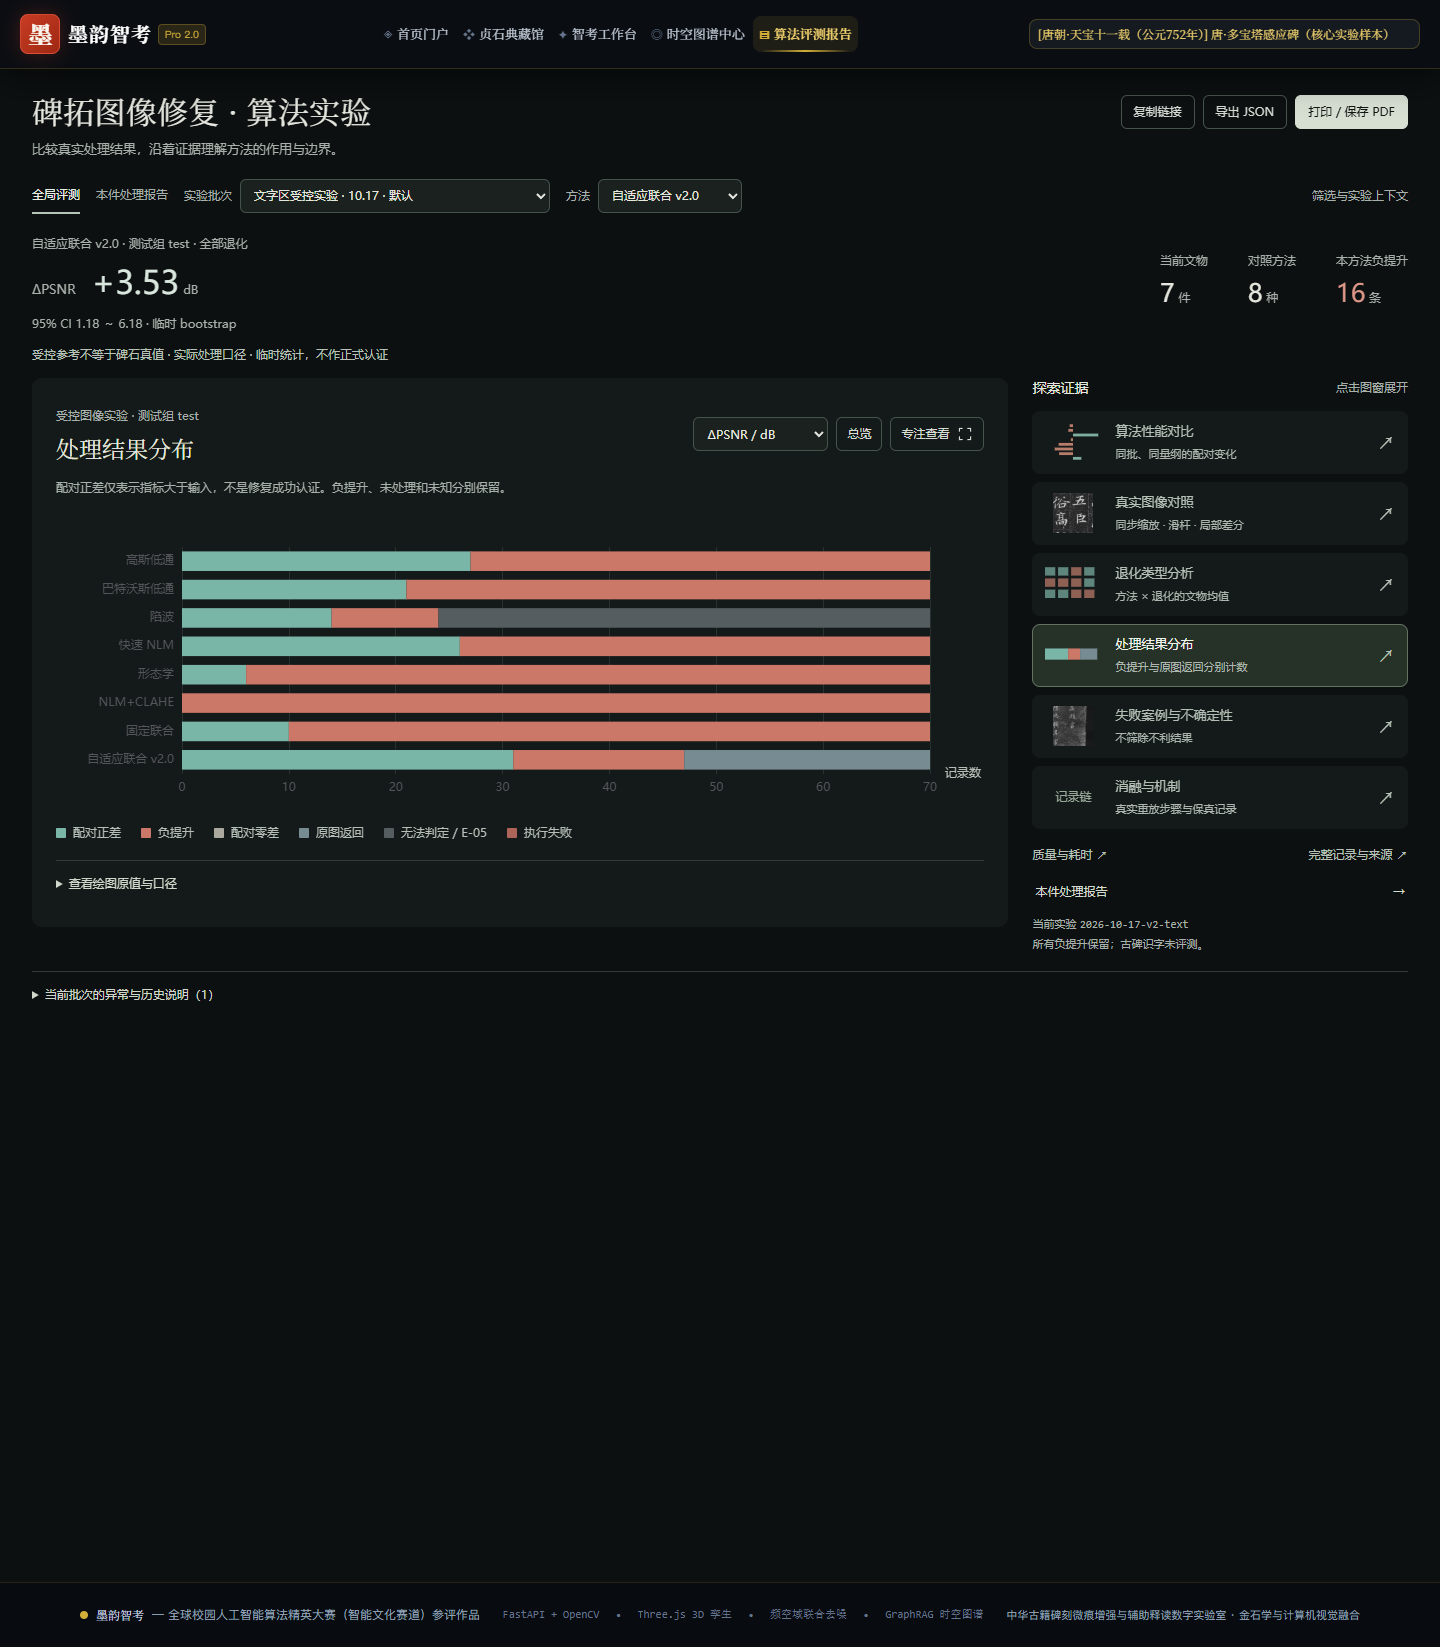 墨 墨韵智考 Pro 2.0
首页门户 贞石典藏馆 智考工作台 时空图谱中心 算法评测报告
[唐朝·天宝十一载（公元752年）] 唐·多宝塔感应碑（核心实验样本）
碑拓图像修复 · 算法实验
比较真实处理结果，沿着证据理解方法的作用与边界。
复制链接 导出 JSON 打印 / 保存 PDF
全局评测 本件处理报告 实验批次 文字区受控实验 · 10.17 · 默认 方法 自适应联合 v2.0 筛选与实验上下文
自适应联合 v2.0 · 测试组 test · 全部退化
ΔPSNR +3.53 dB
95% CI 1.18 ～ 6.18 · 临时 bootstrap
当前文物 对照方法 本方法负提升
7 件 8 种 16 条
受控参考不等于碑石真值 · 实际处理口径 · 临时统计，不作正式认证
受控图像实验 · 测试组 test
处理结果分布
ΔPSNR / dB 总览 专注查看
配对正差仅表示指标大于输入，不是修复成功认证。负提升、未处理和未知分别保留。
高斯低通
巴特沃斯低通
陷波
快速 NLM
形态学
NLM+CLAHE
固定联合
自适应联合 v2.0
记录数
0 10 20 30 40 50 60 70
配对正差 负提升 配对零差 原图返回 无法判定 / E-05 执行失败
▶ 查看绘图原值与口径
探索证据 点击图窗展开
算法性能对比
同批、同量纲的配对变化
真实图像对照
同步缩放 · 滑杆 · 局部差分
退化类型分析
方法 × 退化的文物均值
处理结果分布
负提升与原图返回分别计数
失败案例与不确定性
不筛除不利结果
记录链
消融与机制
真实重放步骤与保真记录
质量与耗时 ↗ 完整记录与来源 ↗
本件处理报告 →
当前实验 2026-10-17-v2-text
所有负提升保留；古碑识字未评测。
▶ 当前批次的异常与历史说明（1）
墨韵智考 — 全球校园人工智能算法精英大赛（智能文化赛道）参评作品 FastAPI + OpenCV • Three.js 3D 孪生 • 频空域联合去噪 • GraphRAG 时空图谱 中华古籍碑刻微痕增强与辅助释读数字实验室 · 金石学与计算机视觉融合